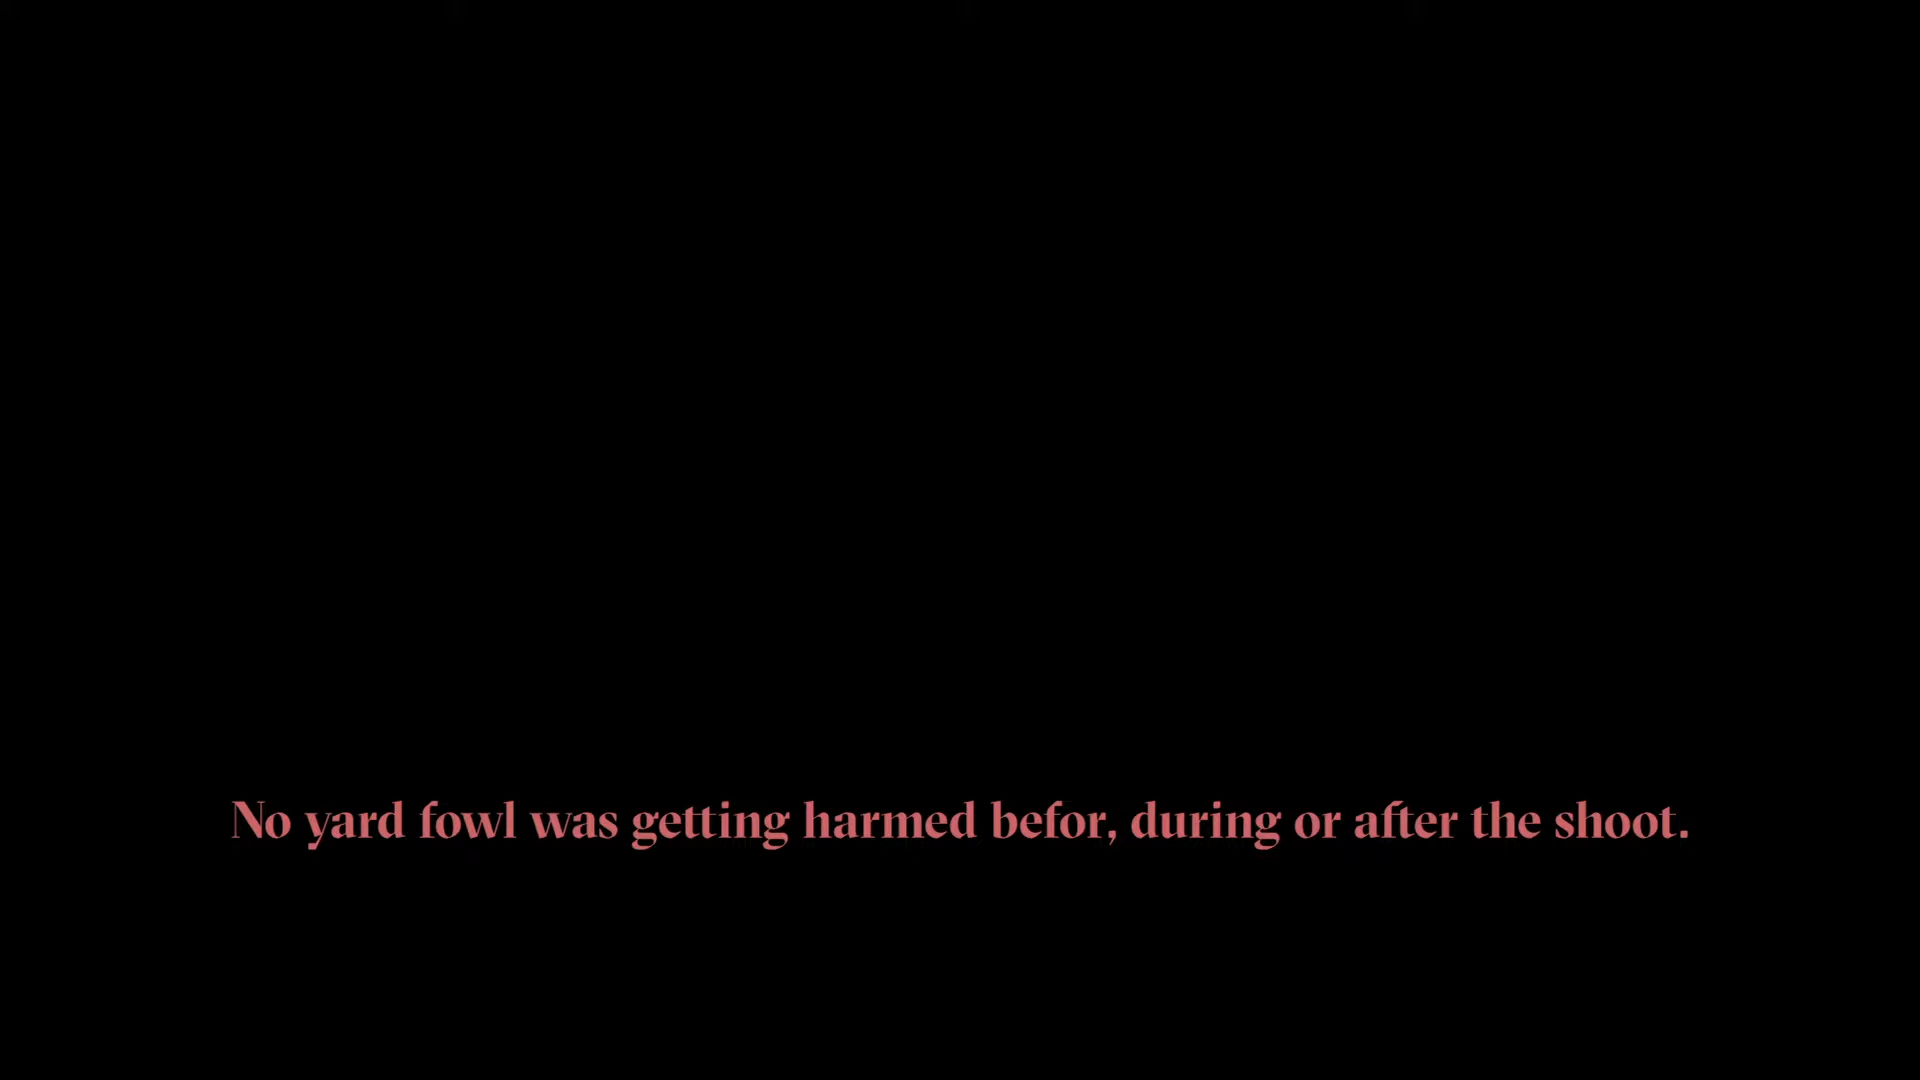 No yard fowl was getting harmed befor, during or after the shoot.